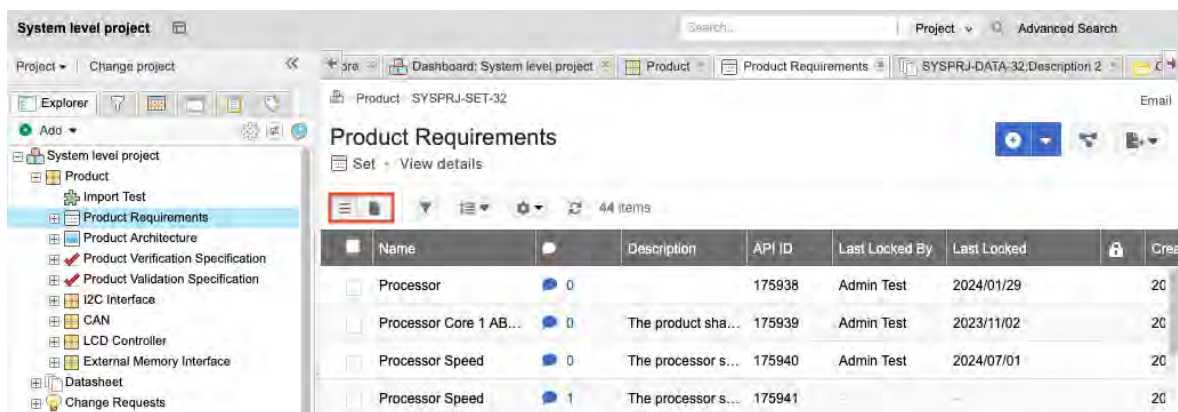 System level project
Search...
Project
Advanced Search
Project
Change project
Dashboard: System level project
Product
Product Requirements
SYSPRJ-DATA-32;Description 2
Explorer
Product SYSPRJ-SET-32
Email
Add
Product Requirements
Set - View details
44 items
System level project
Product
Import Test
Product Requirements
Product Architecture
Product Verification Specification
Product Validation Specification
I2C Interface
CAN
LCD Controller
External Memory Interface
Datasheet
Change Requests
Name Description API ID Last Locked By Last Locked Crea
Processor 0 175938 Admin Test 2024/01/29 20
Processor Core 1 AB... 0 The product sha... 175939 Admin Test 2023/11/02 20
Processor Speed 0 The processor s... 175940 Admin Test 2024/07/01 20
Processor Speed 1 The processor s... 175941 20